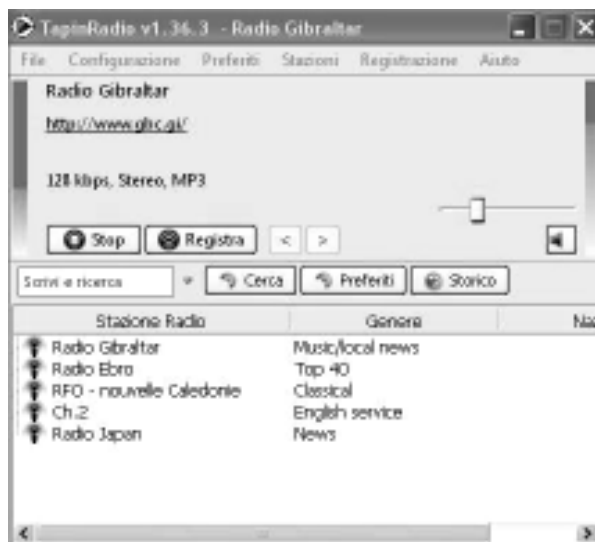 TapinRadio v1.36.3 - Radio Gibraltar
File Configurazione Preferiti Stazioni Registrazione Aiuto
Radio Gibraltar
http://www.gbc.gi/
128 kbps, Stereo, MP3
Stop Registra < >
Scrivi e ricerca Cerca Preferiti Storico
Stazione Radio Genere Naz
Radio Gibraltar Music/local news
Radio Ebro Top 40
RFO - nouvelle Caledonie Classical
Ch.2 English service
Radio Japan News